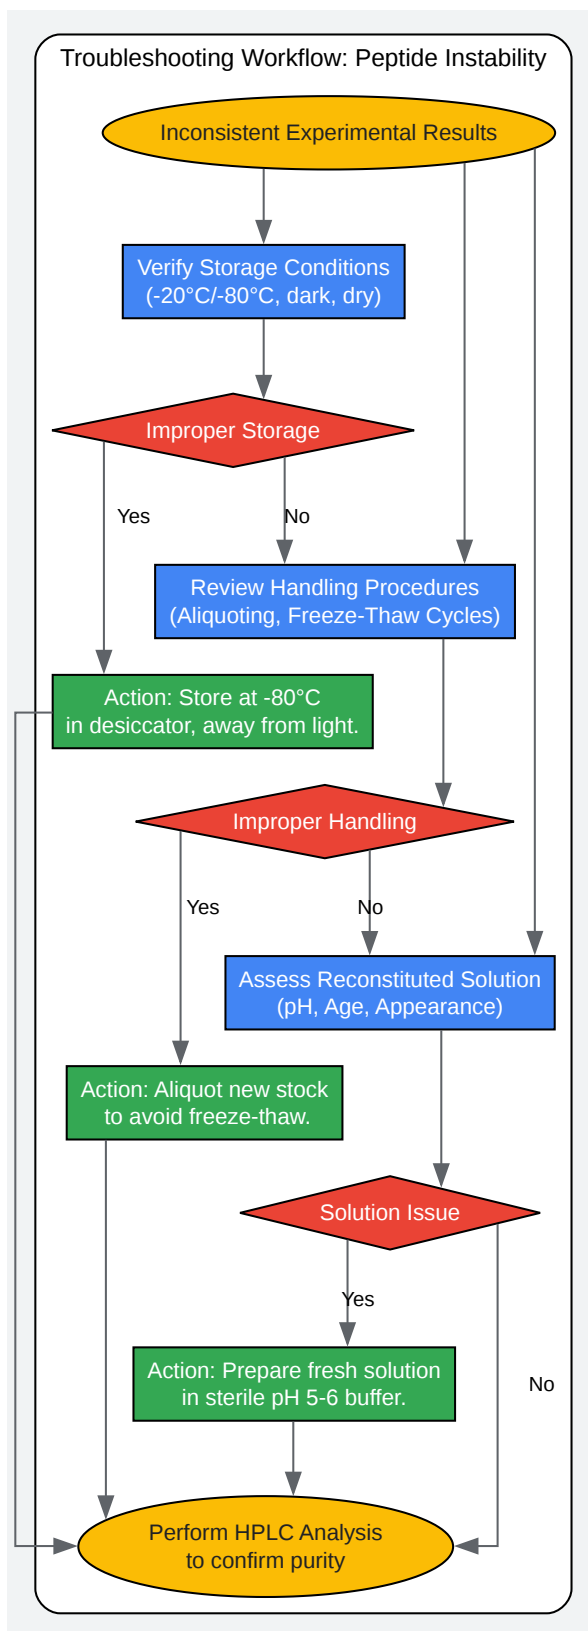 Troubleshooting Workflow: Peptide Instability
Inconsistent Experimental Results
Verify Storage Conditions
(-20°C/-80°C, dark, dry)
Improper Storage
Yes
No
Review Handling Procedures
(Aliquoting, Freeze-Thaw Cycles)
Action: Store at -80°C
in desiccator, away from light.
Improper Handling
Yes
No
Assess Reconstituted Solution
(pH, Age, Appearance)
Action: Aliquot new stock
to avoid freeze-thaw.
Solution Issue
Yes
Action: Prepare fresh solution
in sterile pH 5-6 buffer.
No
Perform HPLC Analysis
to confirm purity